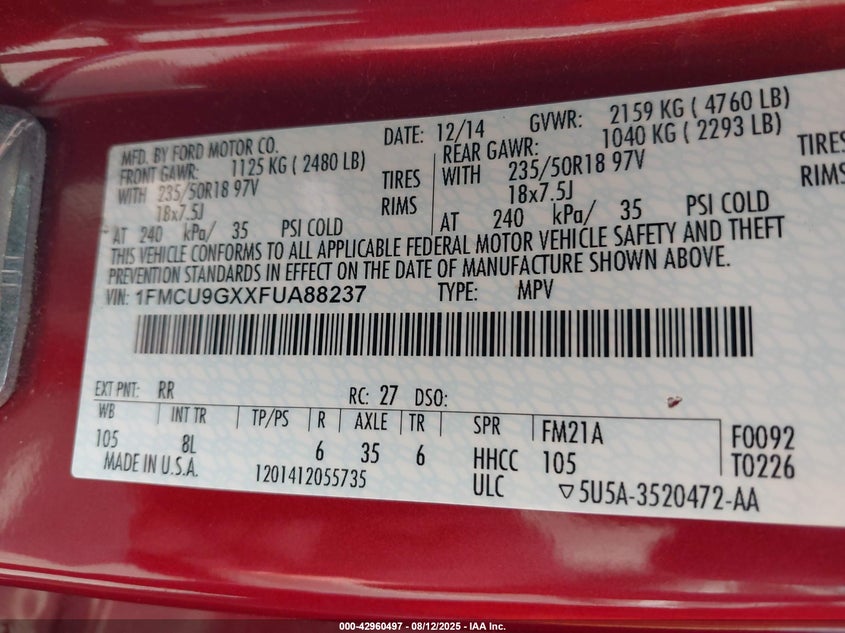 MFD. BY FORD MOTOR CO. DATE: 12/14 GVWR: 2159 KG ( 4760 LB)
FRONT GAWR: 1125 KG ( 2480 LB) REAR GAWR: 1040 KG ( 2293 LB)
WITH 235/50R18 97V TIRES WITH 235/50R18 97V TIRES
18x7.5J RIMS 18x7.5J RIMS
AT 240 kPa/ 35 PSI COLD AT 240 kPa/ 35 PSI COLD
THIS VEHICLE CONFORMS TO ALL APPLICABLE FEDERAL MOTOR VEHICLE SAFETY AND THEFT
PREVENTION STANDARDS IN EFFECT ON THE DATE OF MANUFACTURE SHOWN ABOVE.
VIN: 1FMCU9GXXFUA88237 TYPE: MPV
EXT PNT: RR RC: 27 DSO:
WB INT TR TP/PS R AXLE TR SPR FM21A F0092
105 8L 6 35 6 HHCC 105 T0226
MADE IN U.S.A. 1201412055735 ULC ▽5U5A-3520472-AA
000-42960497 - 08/12/2025 - IAA Inc.